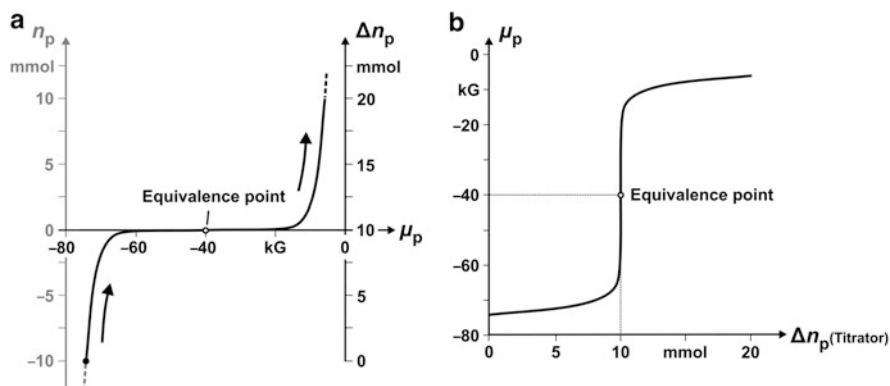 a
n_p
mmol
10
5
0
−5
−10
Δn_p
mmol
20
15
10
5
0
Equivalence point
−80
−60
−40
kG
0
μ_p
b
μ_p
0
kG
−20
−40
−60
−80
Equivalence point
0
5
10
mmol
20
Δn_p(Titrator)